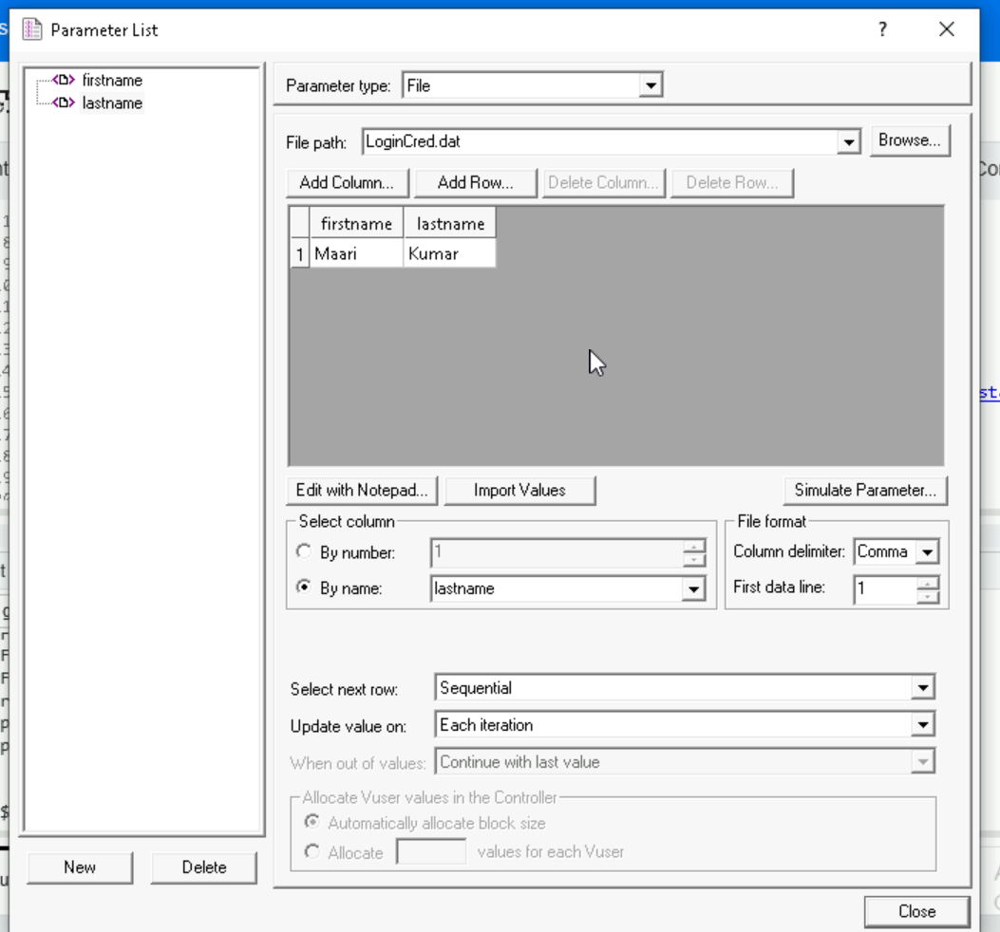 Parameter List
?
firstname
lastname
Parameter type: File
File path: LoginCred.dat Browse...
Add Column... Add Row... Delete Column... Delete Row...
firstname lastname
1 Maari Kumar
Edit with Notepad... Import Values Simulate Parameter...
Select column
By number: 1
By name: lastname
File format
Column delimiter: Comma
First data line: 1
Select next row: Sequential
Update value on: Each iteration
When out of values: Continue with last value
Allocate Vuser values in the Controller
Automatically allocate block size
Allocate values for each Vuser
New Delete
Close